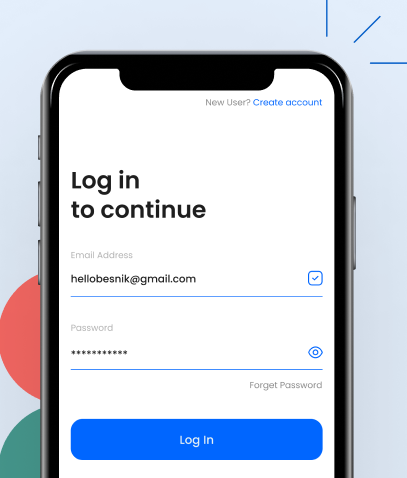 New User? Create account
Log in
to continue
Email Address
hellobesnik@gmail.com
Password
***********
Forget Password
Log In